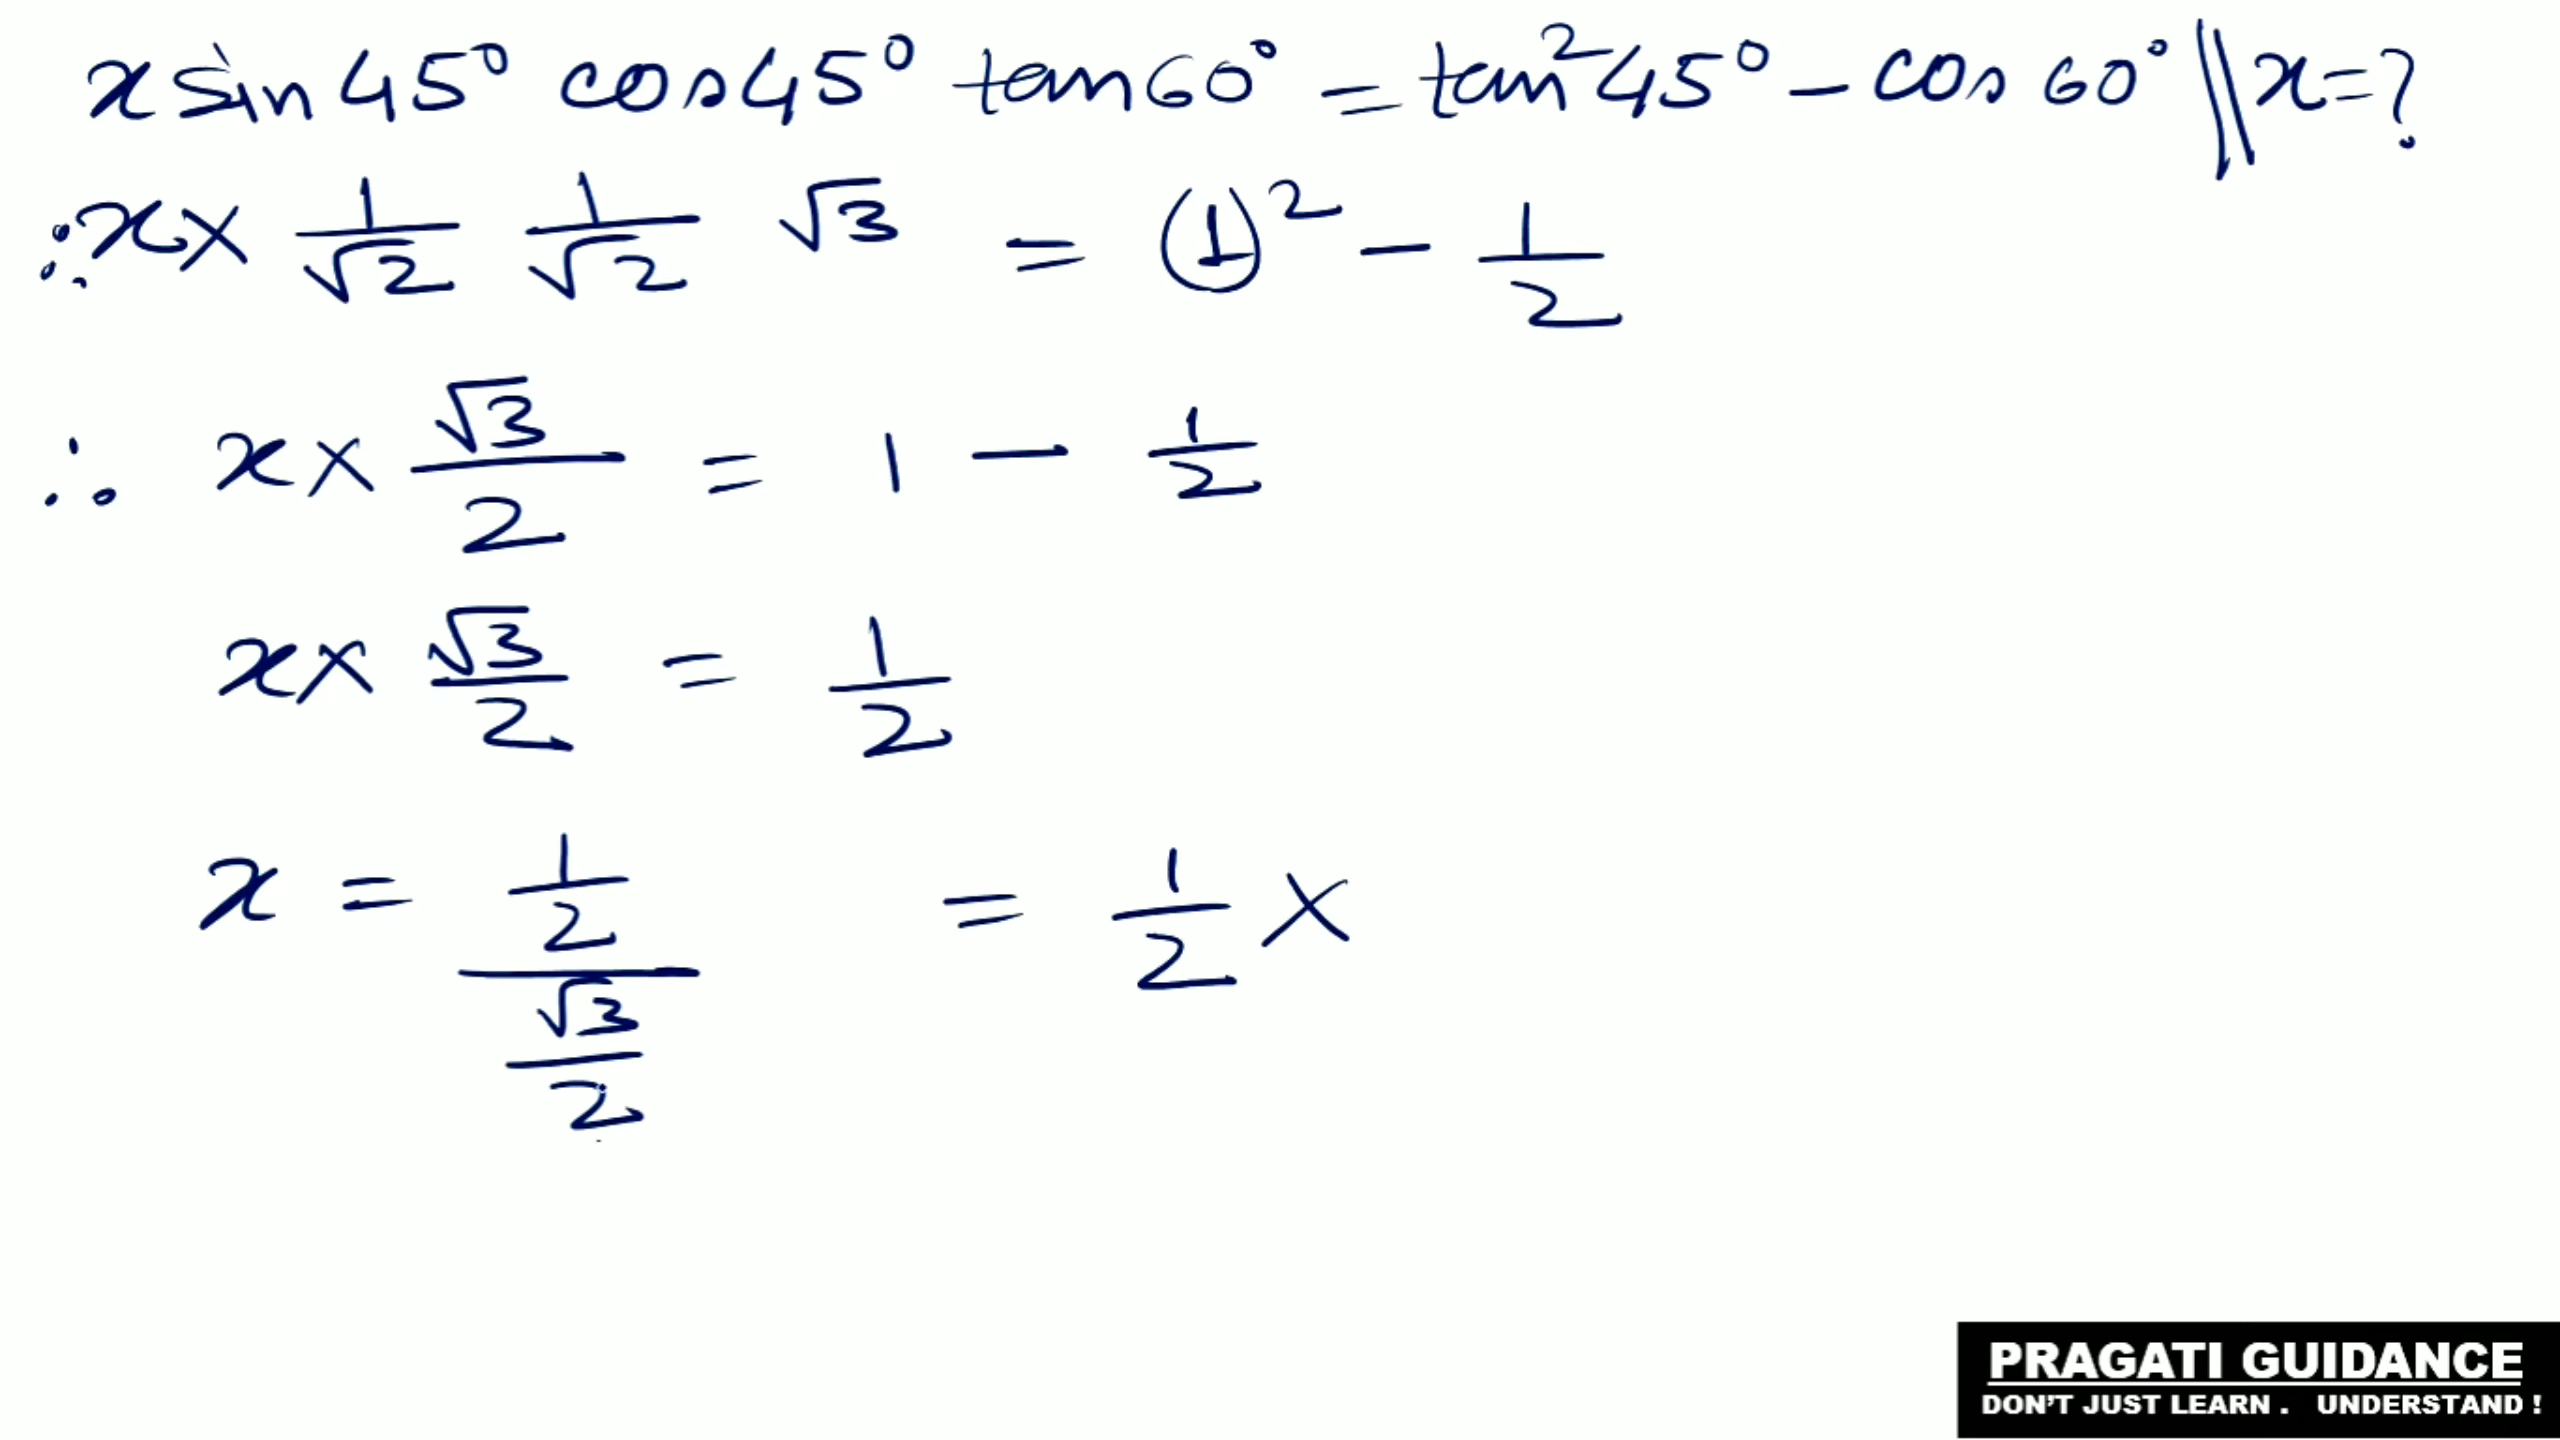 x sin 45° cos 45° tan 60° = tan² 45° - cos 60° || x = ?
∴ x × 1/√2 1/√2 √3 = (1)² - 1/2
∴ x × √3/2 = 1 - 1/2
x × √3/2 = 1/2
x = (1/2)/(√3/2) = 1/2 ×
PRAGATI GUIDANCE
DON'T JUST LEARN. UNDERSTAND !